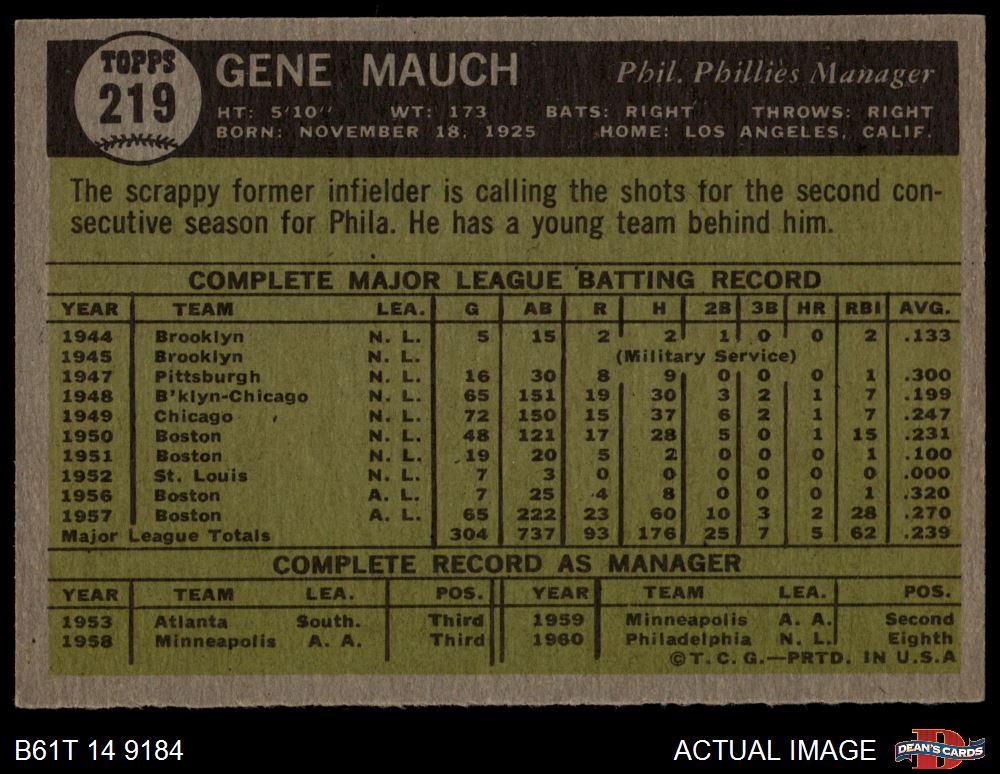 TOPPS
219
GENE MAUCH Phil. Phillies Manager
HT: 5'10" WT: 173 BATS: RIGHT THROWS: RIGHT
BORN: NOVEMBER 18, 1925 HOME: LOS ANGELES, CALIF.
The scrappy former infielder is calling the shots for the second con-
secutive season for Phila. He has a young team behind him.
COMPLETE MAJOR LEAGUE BATTING RECORD
YEAR TEAM LEA. G AB R H 2B 3B HR RBI AVG.
1944 Brooklyn N. L. 5 15 2 2 1 0 0 2 .133
1945 Brooklyn N. L. (Military Service)
1947 Pittsburgh N. L. 16 30 8 9 0 0 0 1 .300
1948 B'klyn-Chicago N. L. 65 151 19 30 3 2 1 7 .199
1949 Chicago N. L. 72 150 15 37 6 2 1 7 .247
1950 Boston N. L. 48 121 17 28 5 0 1 15 .231
1951 Boston N. L. 19 20 5 2 0 0 0 1 .100
1952 St. Louis N. L. 7 3 0 0 0 0 0 0 .000
1956 Boston A. L. 7 25 4 8 0 0 0 1 .320
1957 Boston A. L. 65 222 23 60 10 3 2 28 .270
Major League Totals 304 737 93 176 25 7 5 62 .239
COMPLETE RECORD AS MANAGER
YEAR TEAM LEA. POS. YEAR TEAM LEA. POS.
1953 Atlanta South. Third 1959 Minneapolis A. A. Second
1958 Minneapolis A. A. Third 1960 Philadelphia N. L. Eighth
©T. C. G.—PRTD. IN U.S.A
B61T 14 9184 ACTUAL IMAGE DEAN'S CARDS